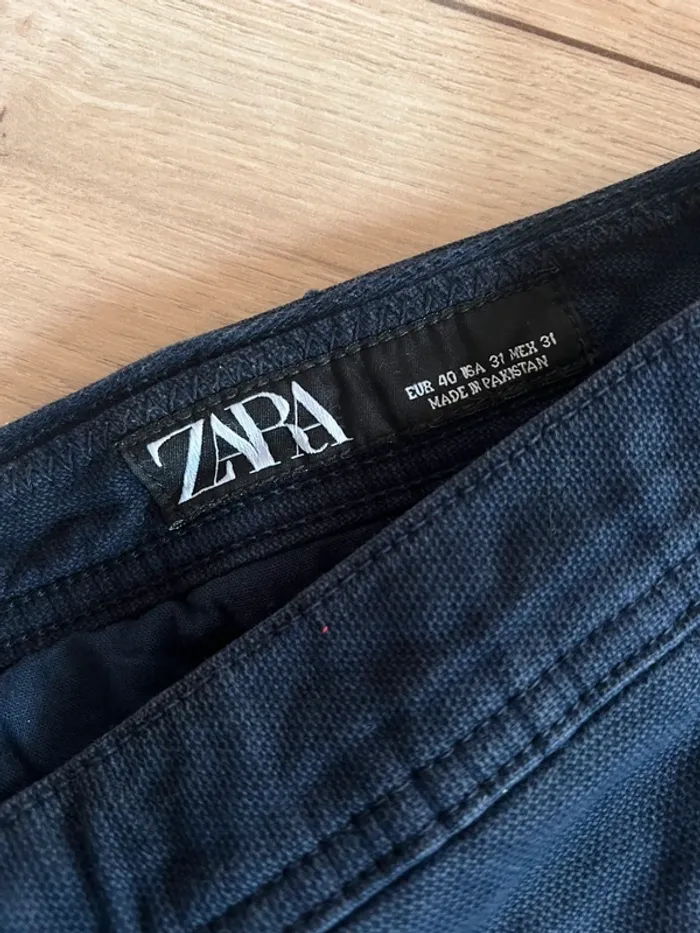 ZARA
EUR 40 USA 31 MEX 31
MADE IN PAKISTAN